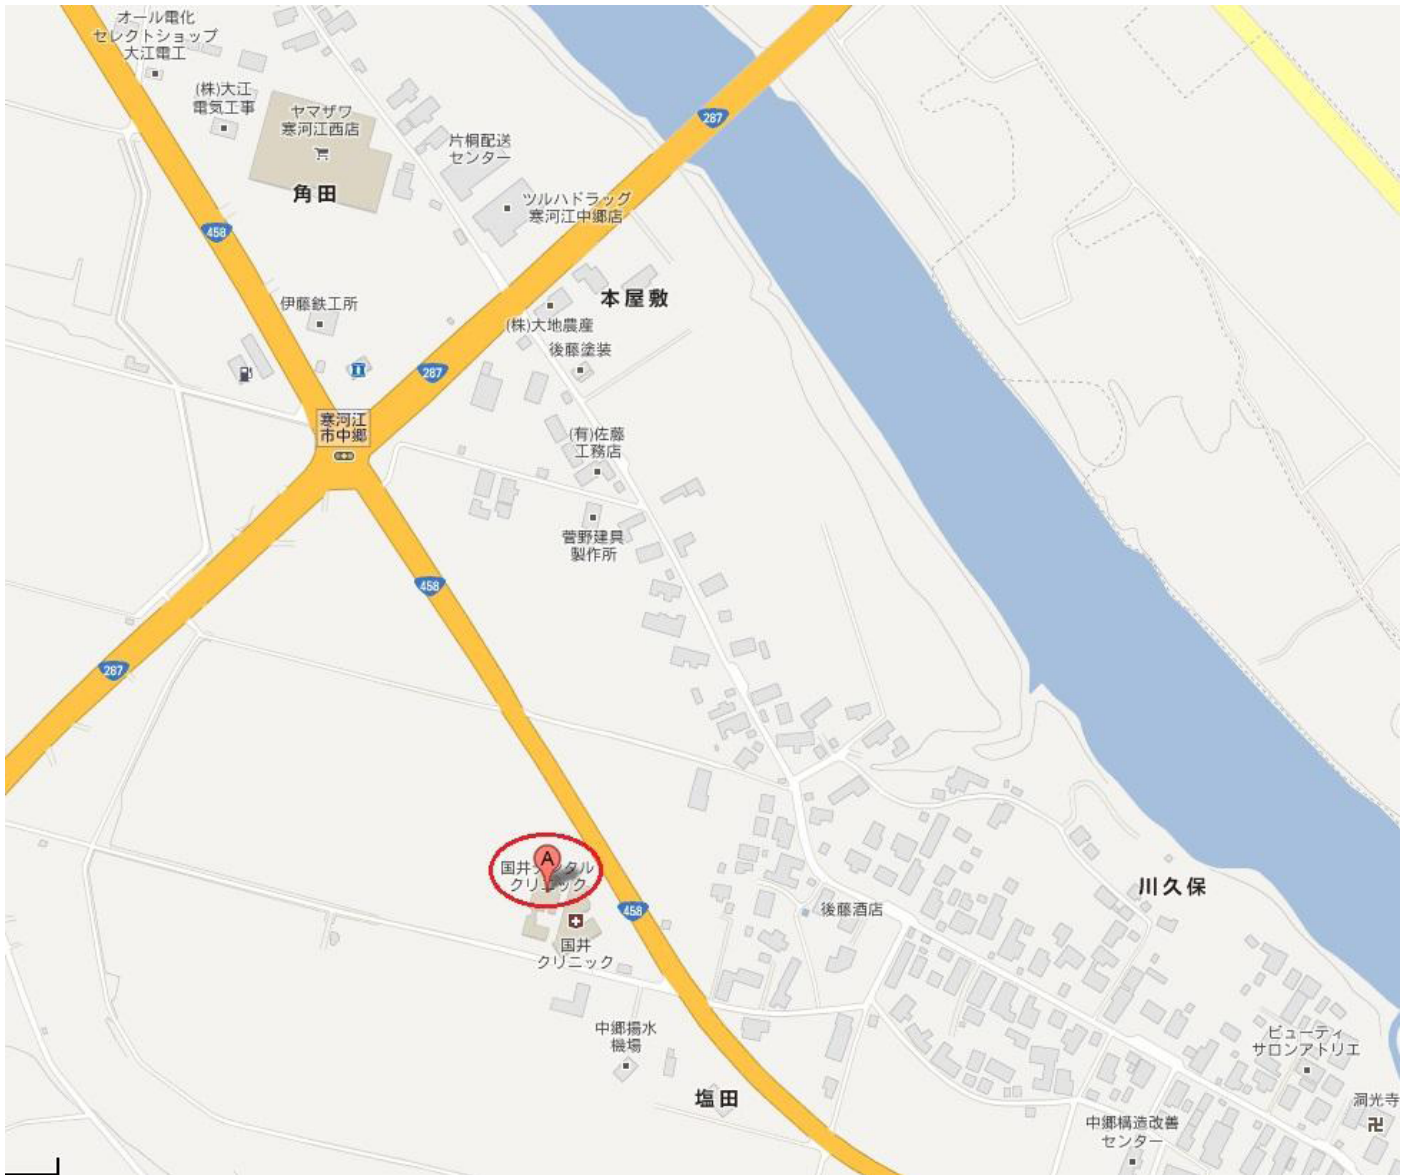 オール電化
セレクトショップ
大江電工
(株)大江
電気工事
ヤマザワ
寒河江西店
角田
片桐配送
センター
287
ツルハドラッグ
寒河江中郷店
458
本屋敷
伊藤鉄工所
(株)大地農産
後藤塗装
287
寒河江
市中郷
(有)佐藤
工務店
菅野建具
製作所
458
287
A
国井デンタル
クリニック
川久保
458
後藤酒店
国井
クリニック
中郷揚水
機場
ビューティ
サロンアトリエ
塩田
洞光寺
中郷構造改善
センター